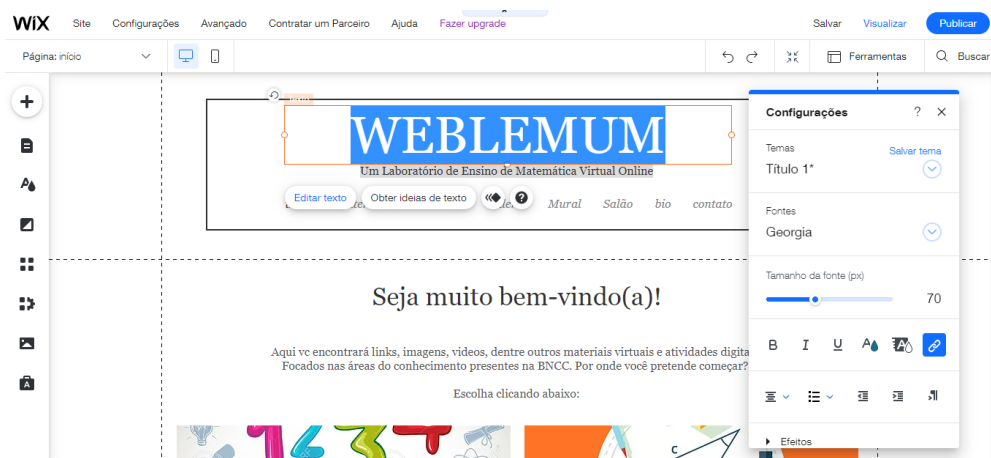 WiX Site Configurações Avançado Contratar um Parceiro Ajuda Fazer upgrade Salvar Visualizar Publicar
Página: início Ferramentas Buscar
WEBLEMUM
Um Laboratório de Ensino de Matemática Virtual Online
Editar texto Obter ideias de texto
Mural Salão bio contato
Seja muito bem-vindo(a)!
Aqui vc encontrará links, imagens, videos, dentre outros materiais virtuais e atividades digita
Focados nas áreas do conhecimento presentes na BNCC. Por onde você pretende começar?
Escolha clicando abaixo:
Configurações ? ×
Temas Salvar tema
Título 1*
Fontes
Georgia
Tamanho da fonte (px)
70
B I U A A
Efeitos
C